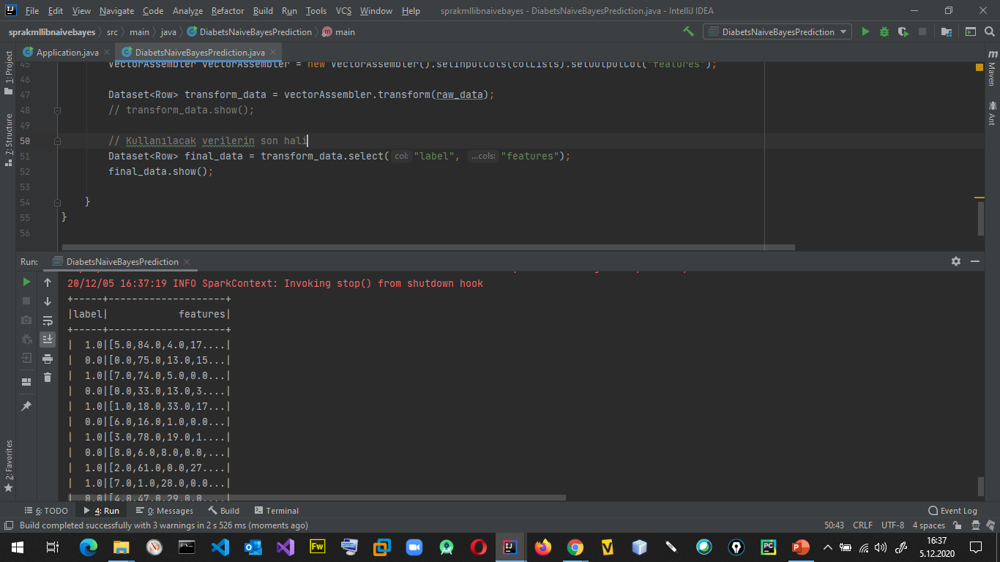 File Edit View Navigate Code Analyze Refactor Build Run Tools VCS Window Help sprakmllibnaivebayes - DiabetsNaiveBayesPrediction.java - IntelliJ IDEA
sprakmllibnaivebayes src main java DiabetsNaiveBayesPrediction main DiabetsNaiveBayesPrediction
Application.java DiabetsNaiveBayesPrediction.java
1: Project
7: Structure
2: Favorites
Maven
Ant
45 VectorAssembler vectorAssembler = new VectorAssembler().setInputCols(colLists).setOutputCol("features");
46
47 Dataset<Row> transform_data = vectorAssembler.transform(raw_data);
48 // transform_data.show();
49
50 // Kullanılacak verilerin son hali
51 Dataset<Row> final_data = transform_data.select( col: "label", ...cols: "features");
52 final_data.show();
53
54 }
55 }
56
Run: DiabetsNaiveBayesPrediction
20/12/05 16:37:19 INFO SparkContext: Invoking stop() from shutdown hook
+-----+--------------------+
|label|            features|
+-----+--------------------+
|  1.0|[5.0,84.0,4.0,17....|
|  0.0|[0.0,75.0,13.0,15...|
|  1.0|[7.0,74.0,5.0,0.0...|
|  0.0|[0.0,33.0,13.0,3....|
|  1.0|[1.0,18.0,33.0,17...|
|  0.0|[6.0,16.0,1.0,0.0...|
|  1.0|[3.0,78.0,19.0,1....|
|  0.0|[8.0,6.0,8.0,0.0,...|
|  1.0|[2.0,61.0,0.0,27....|
|  1.0|[7.0,1.0,28.0,0.0...|
|  0.0|[4.0,47.0,29.0,0.0....|
6: TODO 4: Run 0: Messages Build Terminal Event Log
Build completed successfully with 3 warnings in 2 s 526 ms (moments ago) 50:43 CRLF UTF-8 4 spaces
16:37
5.12.2020